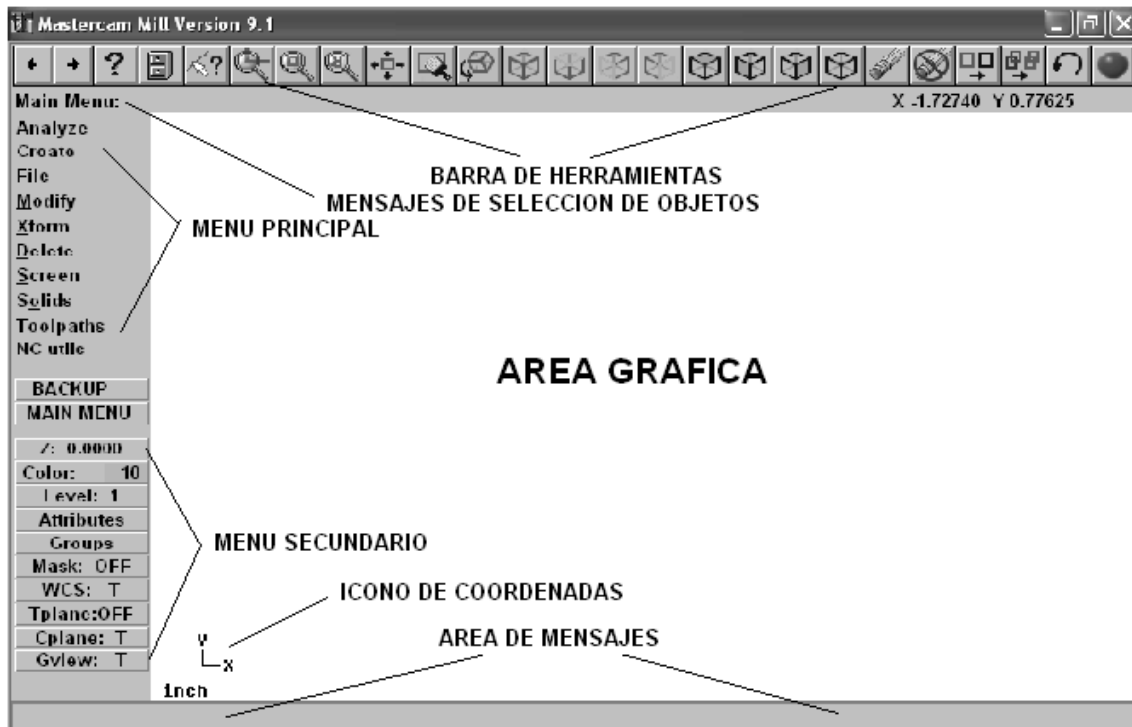 Mastercam Mill Version 9.1
Main Menu:
X -1.72740 Y 0.77625
Analyze
Create
File
Modify
Xform
Delete
Screen
Solids
Toolpaths
NC utils
BACKUP
MAIN MENU
Z: 0.0000
Color: 10
Level: 1
Attributes
Groups
Mask: OFF
WCS: T
Tplane:OFF
Cplane: T
Gview: T
BARRA DE HERRAMIENTAS
MENSAJES DE SELECCION DE OBJETOS
MENU PRINCIPAL
AREA GRAFICA
MENU SECUNDARIO
ICONO DE COORDENADAS
AREA DE MENSAJES
Y
X
inch